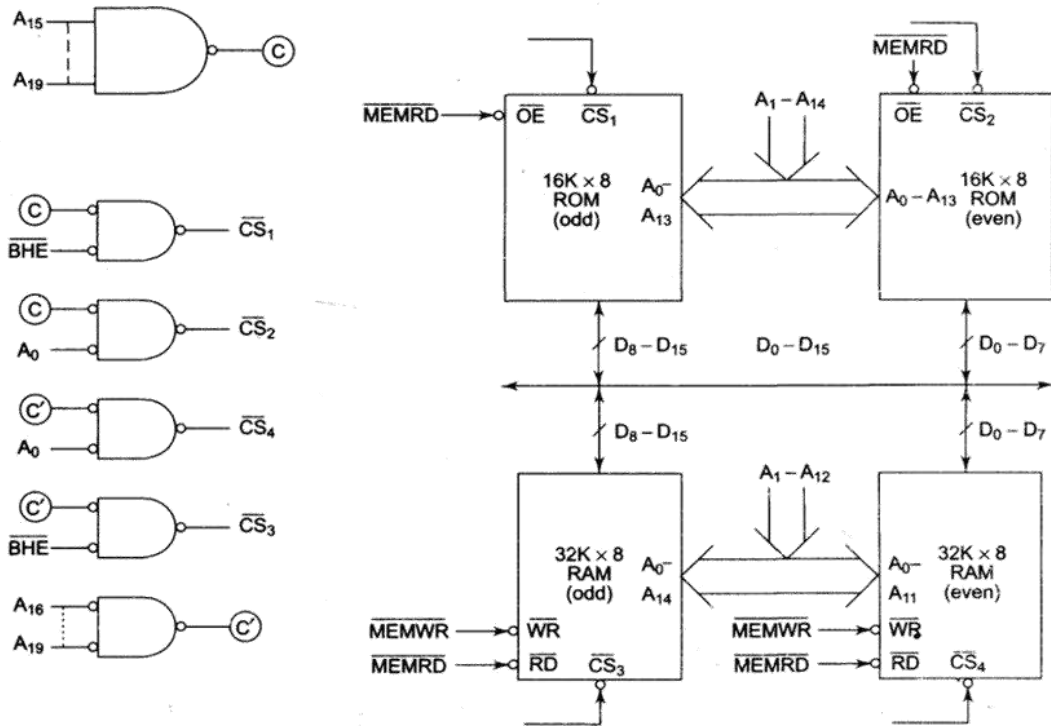 A15
A19
C
C
BHE
CS1
C
A0
CS2
C'
A0
CS4
C'
BHE
CS3
A16
A19
C'
MEMRD
OE
CS1
16K × 8
ROM
(odd)
A0–
A13
A1 – A14
MEMRD
OE
CS2
A0 – A13
16K × 8
ROM
(even)
D8 – D15
D0 – D15
D0 – D7
D8 – D15
D0 – D7
A1 – A12
32K × 8
RAM
(odd)
A0–
A14
MEMWR
WR
MEMRD
RD
CS3
A0–
A11
32K × 8
RAM
(even)
MEMWR
WR
MEMRD
RD
CS4